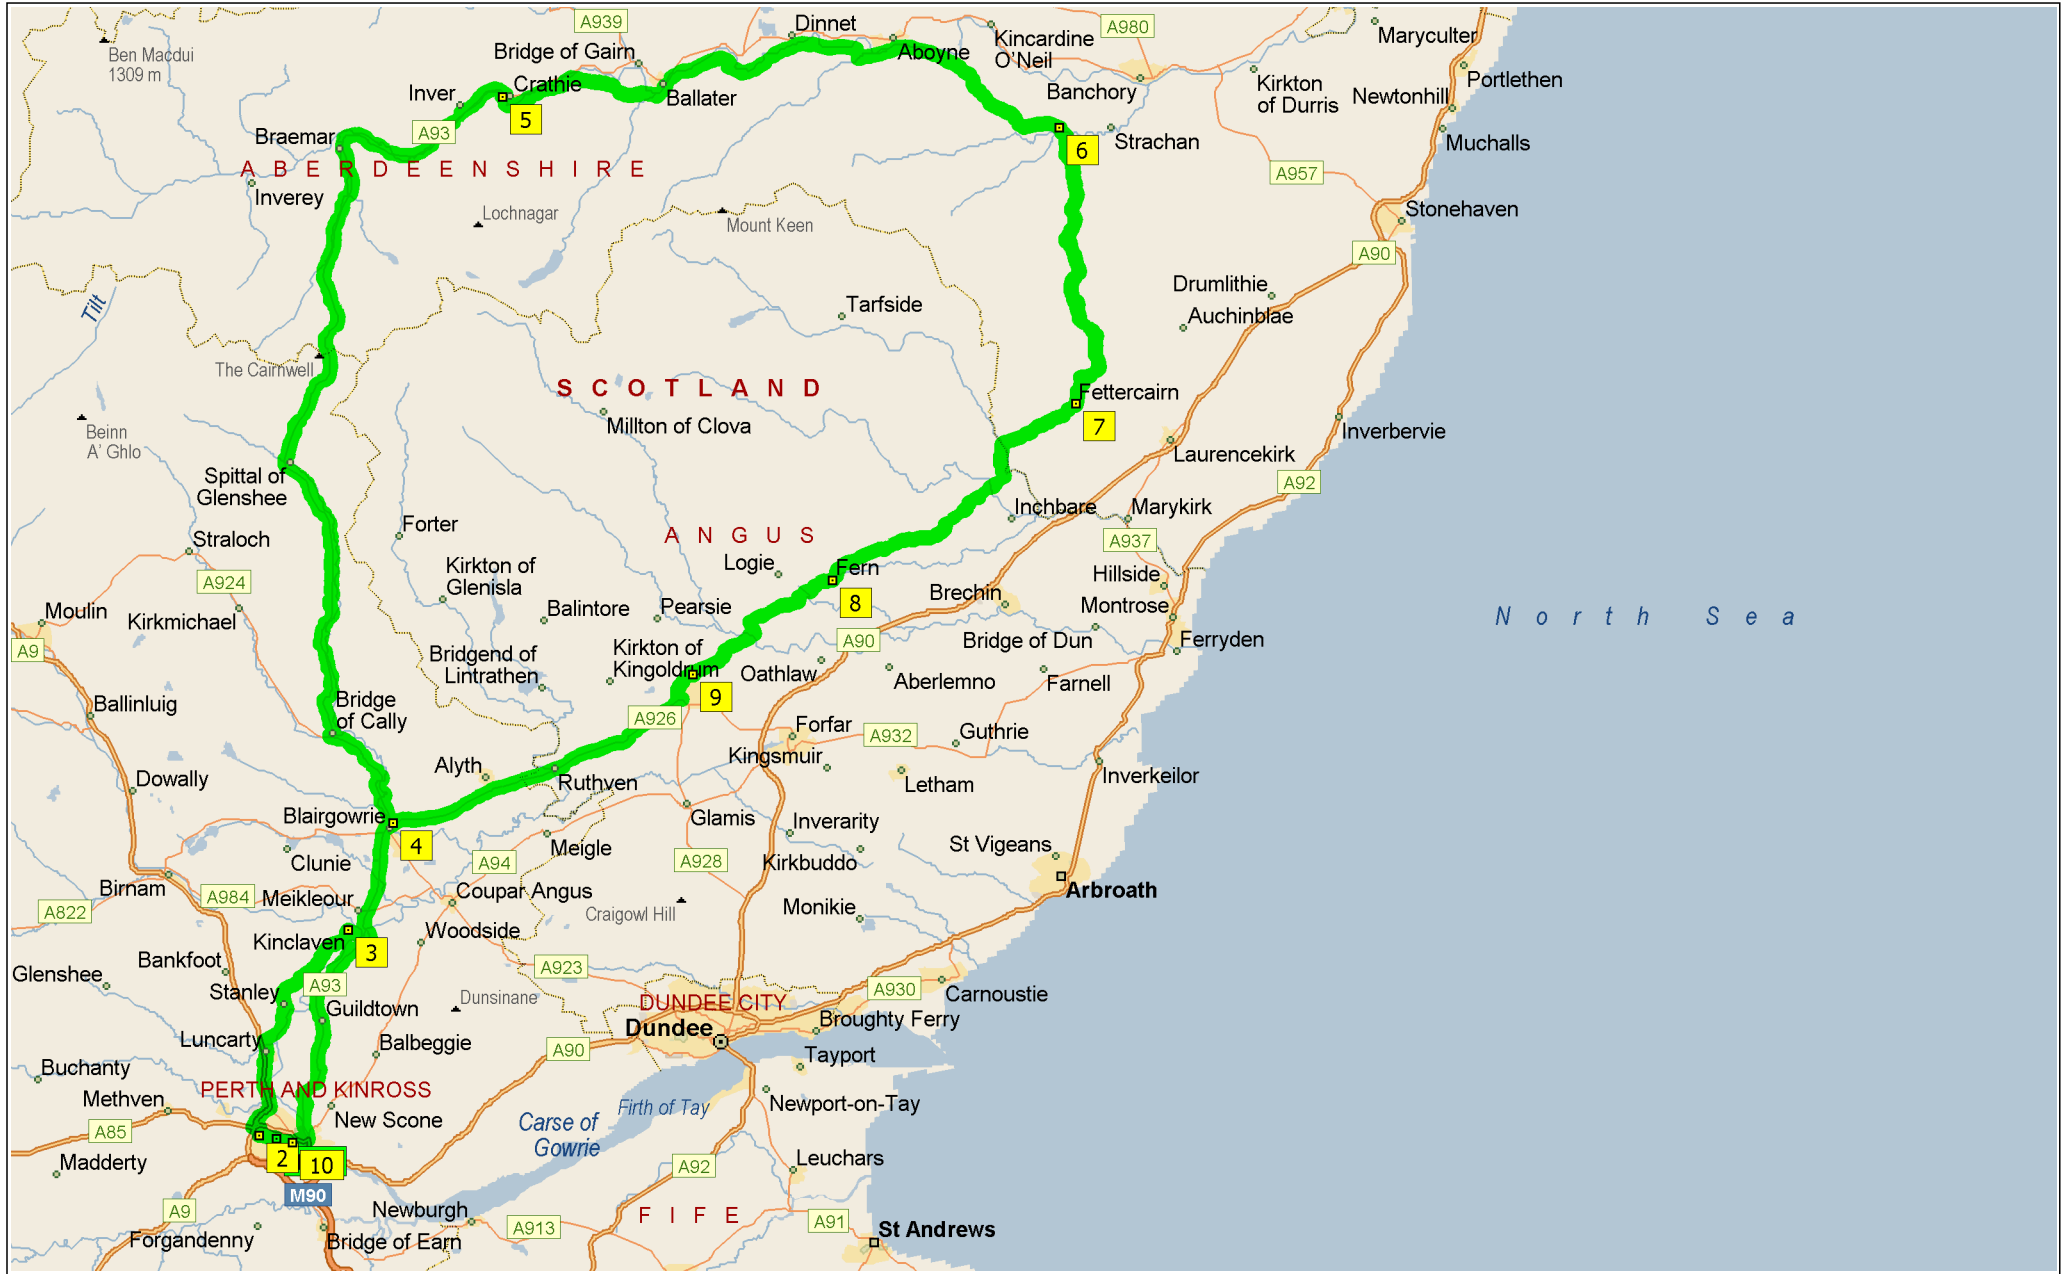 A939
Dinnet
A980
Maryculter
Ben Macdui
1309 m
Bridge of Gairn
Aboyne
Kincardine
O'Neil
Portlethen
Inver
Crathie
Ballater
Banchory
Kirkton
of Durris
Newtonhill
5
Braemar
A93
6
Strachan
Muchalls
A B E R D E E N S H I R E
A957
Inverey
Lochnagar
Mount Keen
Stonehaven
A90
Tilt
Tarfside
Drumlithie
Auchinblae
The Cairnwell
S C O T L A N D
Fettercairn
Beinn
A' Ghlo
Millton of Clova
7
Inverbervie
Laurencekirk
Spittal of
Glenshee
A92
Forter
Inchbare
Marykirk
Straloch
A N G U S
A937
A924
Kirkton of
Glenisla
Logie
Fern
Hillside
Moulin
Kirkmichael
Balintore
Pearsie
8
Brechin
Montrose
N o r t h S e a
A9
A90
Bridge of Dun
Ferryden
Bridgend of
Lintrathen
Kirkton of
Kingoldrum
Oathlaw
Aberlemno
Farnell
9
Ballinluig
Bridge
of Cally
A926
Forfar
A932
Guthrie
Kingsmuir
Dowally
Alyth
Ruthven
Letham
Inverkeilor
Blairgowrie
Glamis
Inverarity
4
Clunie
A94
Meigle
A928
Kirkbuddo
St Vigeans
Birnam
A984
Meikleour
Coupar Angus
Arbroath
A822
Craigowl Hill
Monikie
Kinclaven
3
Woodside
Bankfoot
Glenshee
A923
Stanley
A93
Dunsinane
A930
Carnoustie
Guildtown
DUNDEE CITY
Dundee
Broughty Ferry
Luncarty
Balbeggie
A90
Tayport
Buchanty
PERTH AND KINROSS
Methven
New Scone
Firth of Tay
Newport-on-Tay
A85
Carse of
Gowrie
Madderty
2
10
A92
Leuchars
M90
A9
Newburgh
F I F E
A91
Forgandenny
Bridge of Earn
A913
St Andrews